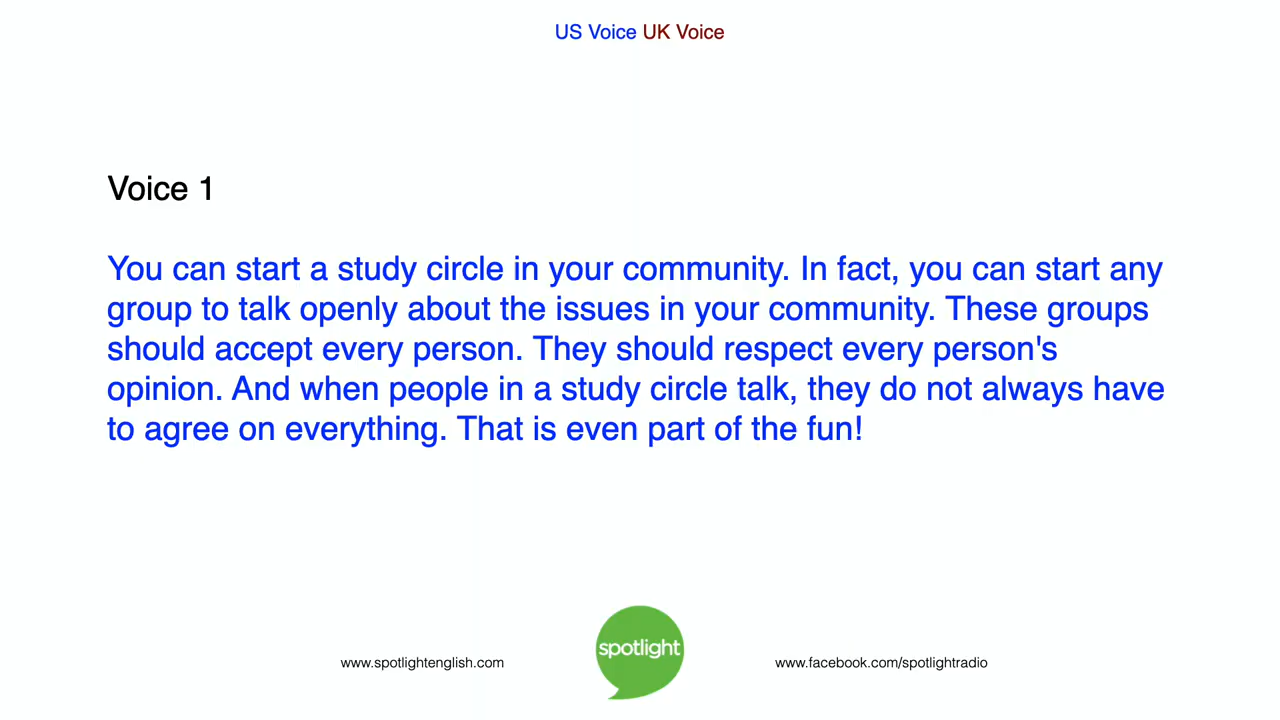 US Voice UK Voice
Voice 1
You can start a study circle in your community. In fact, you can start any
group to talk openly about the issues in your community. These groups
should accept every person. They should respect every person's
opinion. And when people in a study circle talk, they do not always have
to agree on everything. That is even part of the fun!
www.spotlightenglish.com
spotlight
www.facebook.com/spotlightradio